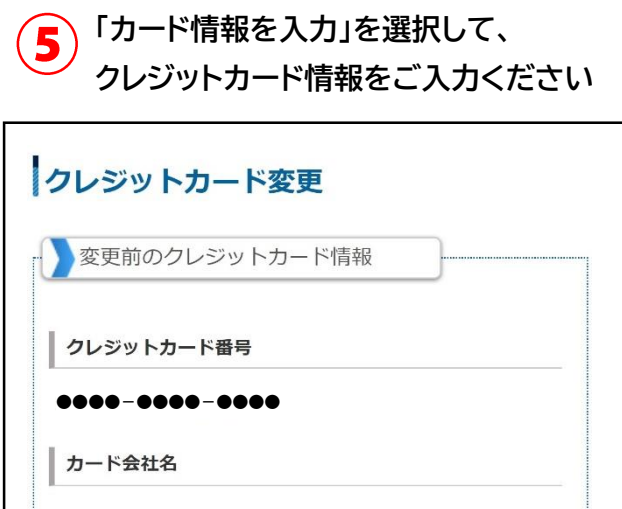 ⑤ 「カード情報を入力」を選択して、
クレジットカード情報をご入力ください
クレジットカード変更
変更前のクレジットカード情報
クレジットカード番号
●●●●-●●●●-●●●●
カード会社名